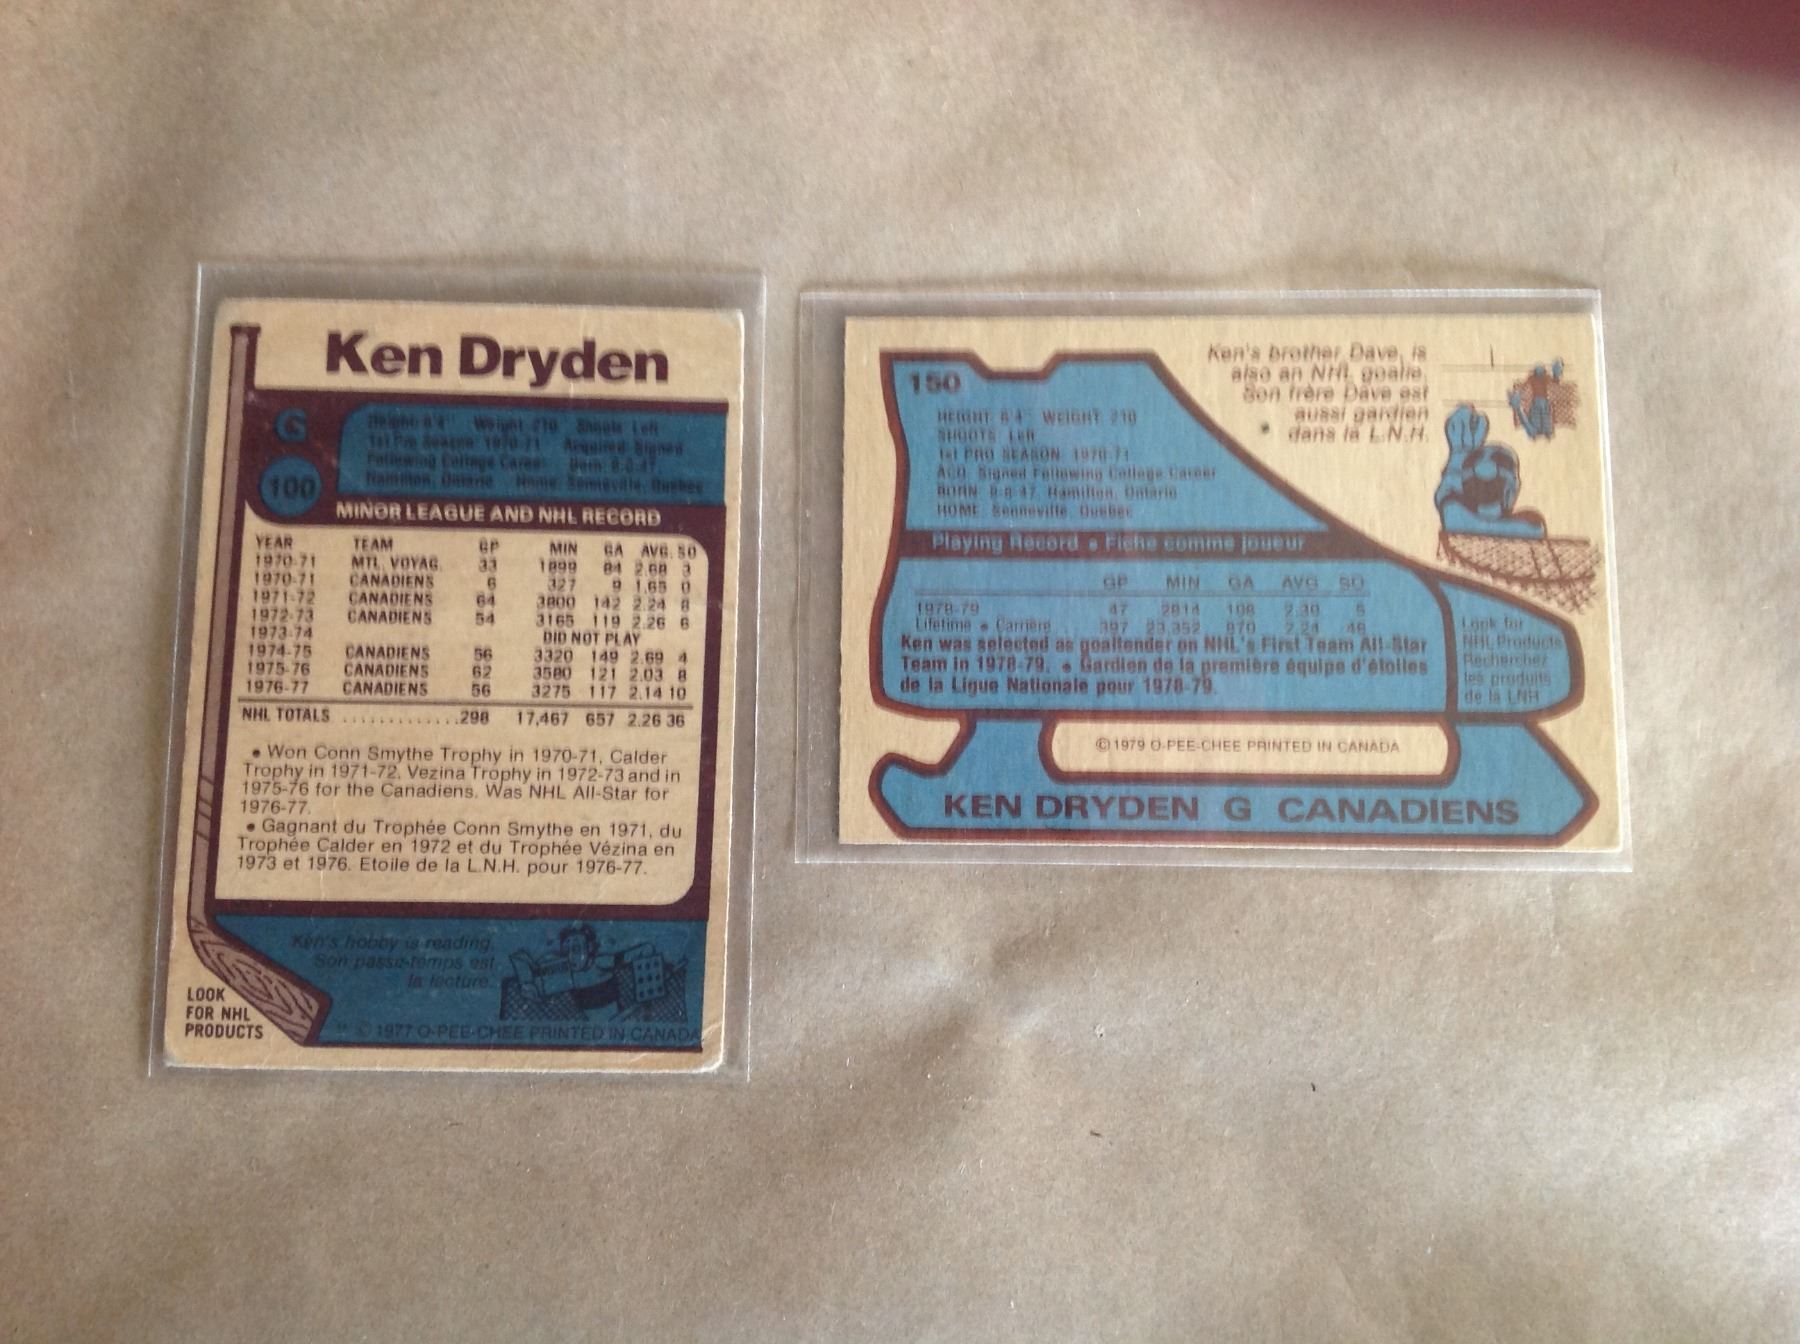 Ken Dryden
G
Height: 6'4" Weight: 210 Shoots: Left
1st Pro Season: 1970-71 Acquired: Signed
Following College Career Born: 8-8-47,
Hamilton, Ontario Home: Senneville, Quebec
100
MINOR LEAGUE AND NHL RECORD
YEAR TEAM GP MIN GA AVG. SO
1970-71 MTL. VOYAG. 33 1899 84 2.68 3
1970-71 CANADIENS 6 327 9 1.65 0
1971-72 CANADIENS 64 3800 142 2.24 8
1972-73 CANADIENS 54 3165 119 2.26 6
1973-74 DID NOT PLAY
1974-75 CANADIENS 56 3320 149 2.69 4
1975-76 CANADIENS 62 3580 121 2.03 8
1976-77 CANADIENS 56 3275 117 2.14 10
NHL TOTALS .............298 17,467 657 2.26 36
• Won Conn Smythe Trophy in 1970-71, Calder
Trophy in 1971-72, Vezina Trophy in 1972-73 and in
1975-76 for the Canadiens. Was NHL All-Star for
1976-77.
• Gagnant du Trophée Conn Smythe en 1971, du
Trophée Calder en 1972 et du Trophée Vézina en
1973 et 1976. Etoile de la L.N.H. pour 1976-77.
Ken's hobby is reading.
Son passe-temps est
la lecture.
LOOK
FOR NHL
PRODUCTS
© 1977 O-PEE-CHEE PRINTED IN CANADA
150
HEIGHT: 6'4" WEIGHT: 210
SHOOTS: Left
1st PRO SEASON: 1970-71
ACQ: Signed Following College Career
BORN: 8-8-47, Hamilton, Ontario
HOME: Senneville, Quebec
Ken's brother Dave, is
also an NHL goalie.
Son frère Dave est
aussi gardien
dans la L.N.H.
Playing Record • Fiche comme joueur
GP MIN GA AVG SO
1978-79 47 2814 108 2.30 5
Lifetime • Carrière 397 23,352 870 2.24 46
Ken was selected as goaltender on NHL's First Team All-Star
Team in 1978-79. • Gardien de la première équipe d'étoiles
de la Ligue Nationale pour 1978-79.
Look for
NHL Products
Recherchez
les produits
de la LNH
© 1979 O-PEE-CHEE PRINTED IN CANADA
KEN DRYDEN G CANADIENS